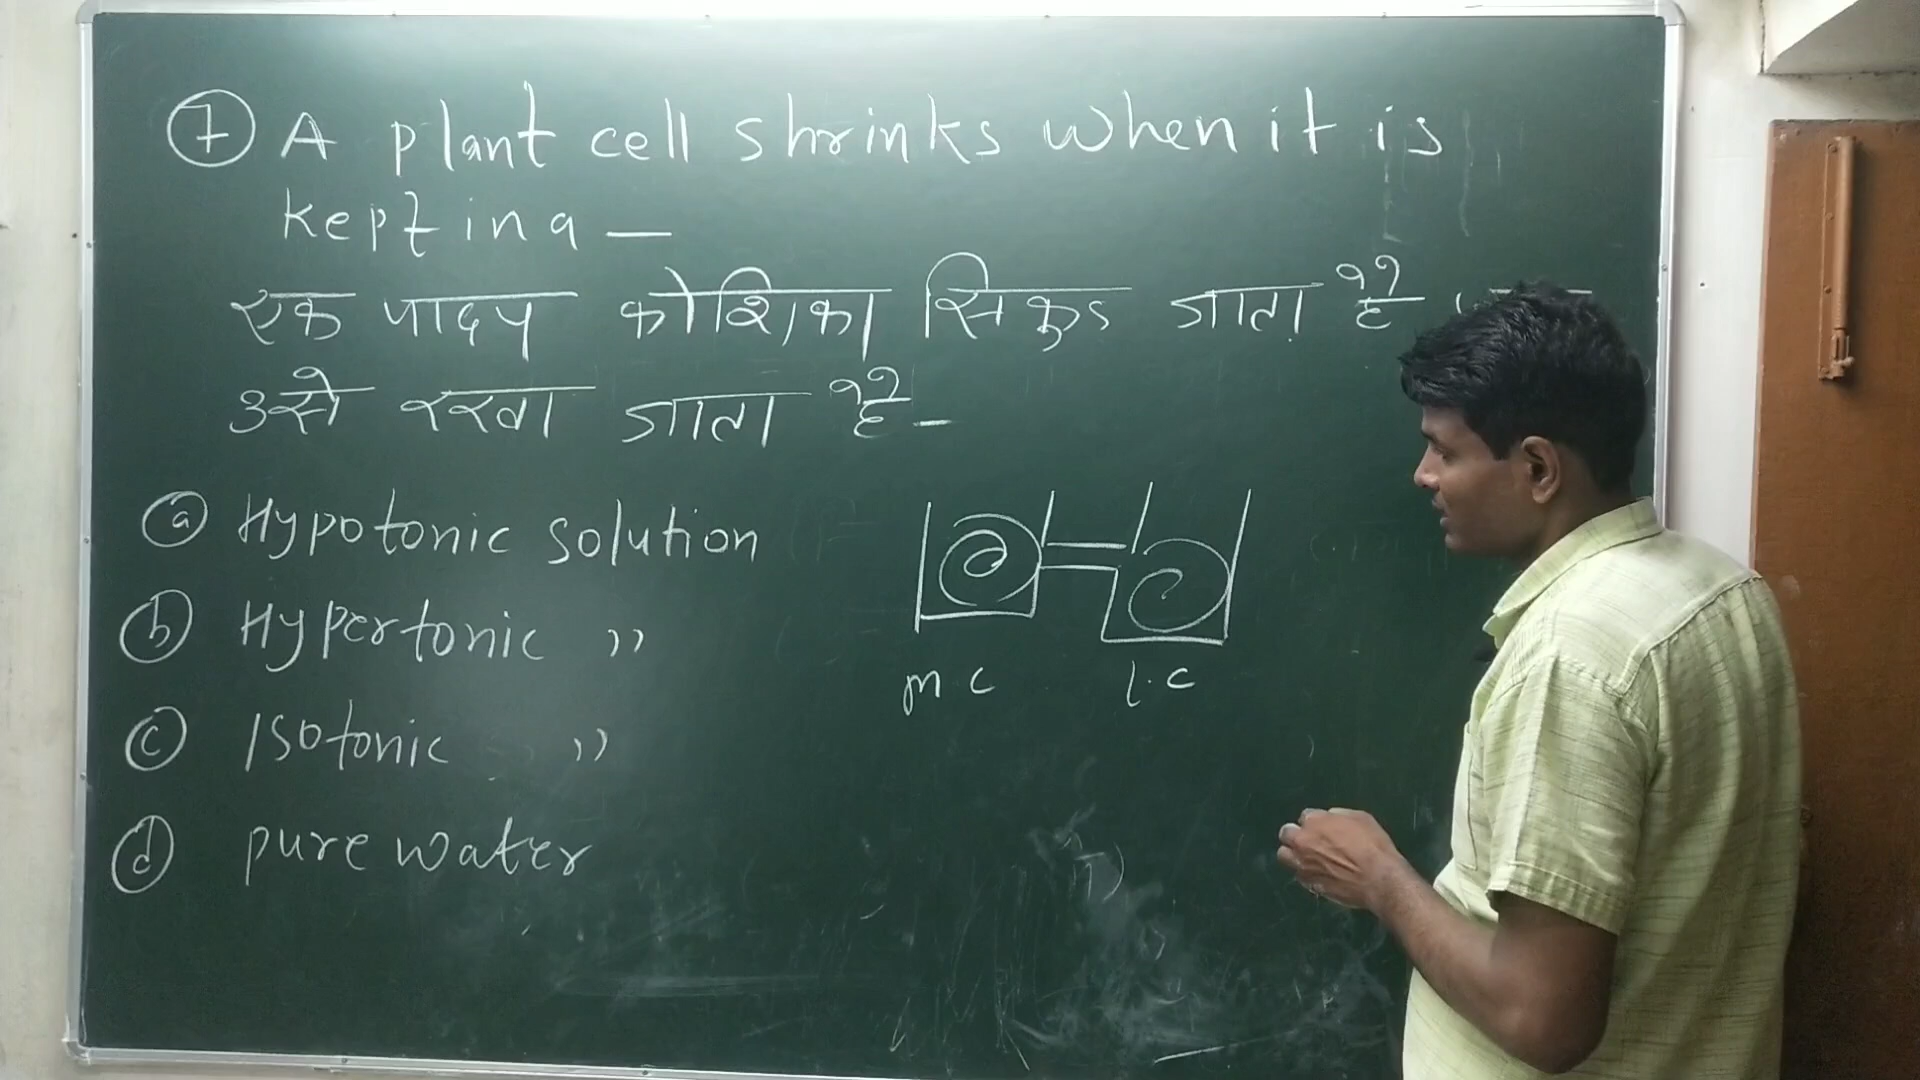 ⑦ A plant cell shrinks when it is
kept in a —
एक पादप कोशिका सिकुड जाता है
उसे रखा जाता है -
ⓐ Hypotonic solution
ⓑ Hypertonic ,,
ⓒ Isotonic ,,
ⓓ pure water
m c
l.c